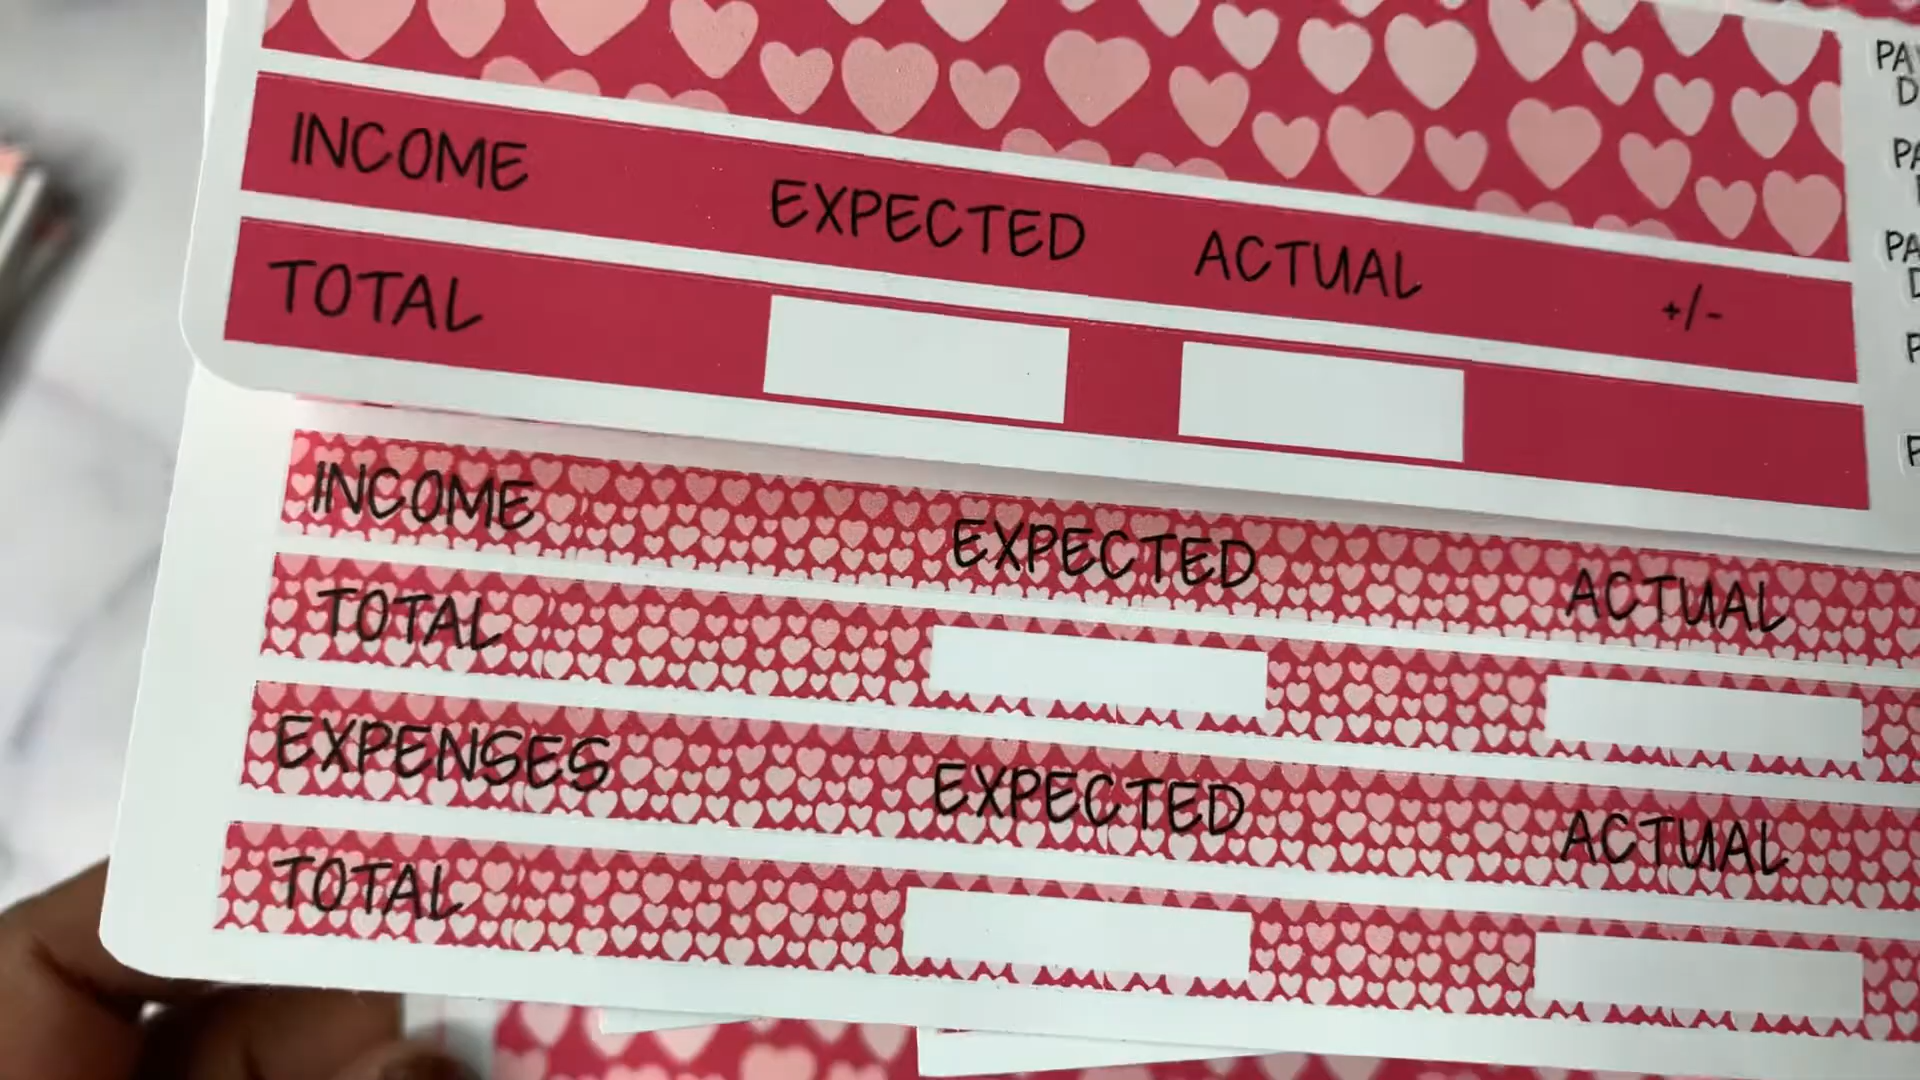 INCOME EXPECTED ACTUAL +/-
TOTAL
INCOME EXPECTED ACTUAL
TOTAL
EXPENSES EXPECTED ACTUAL
TOTAL